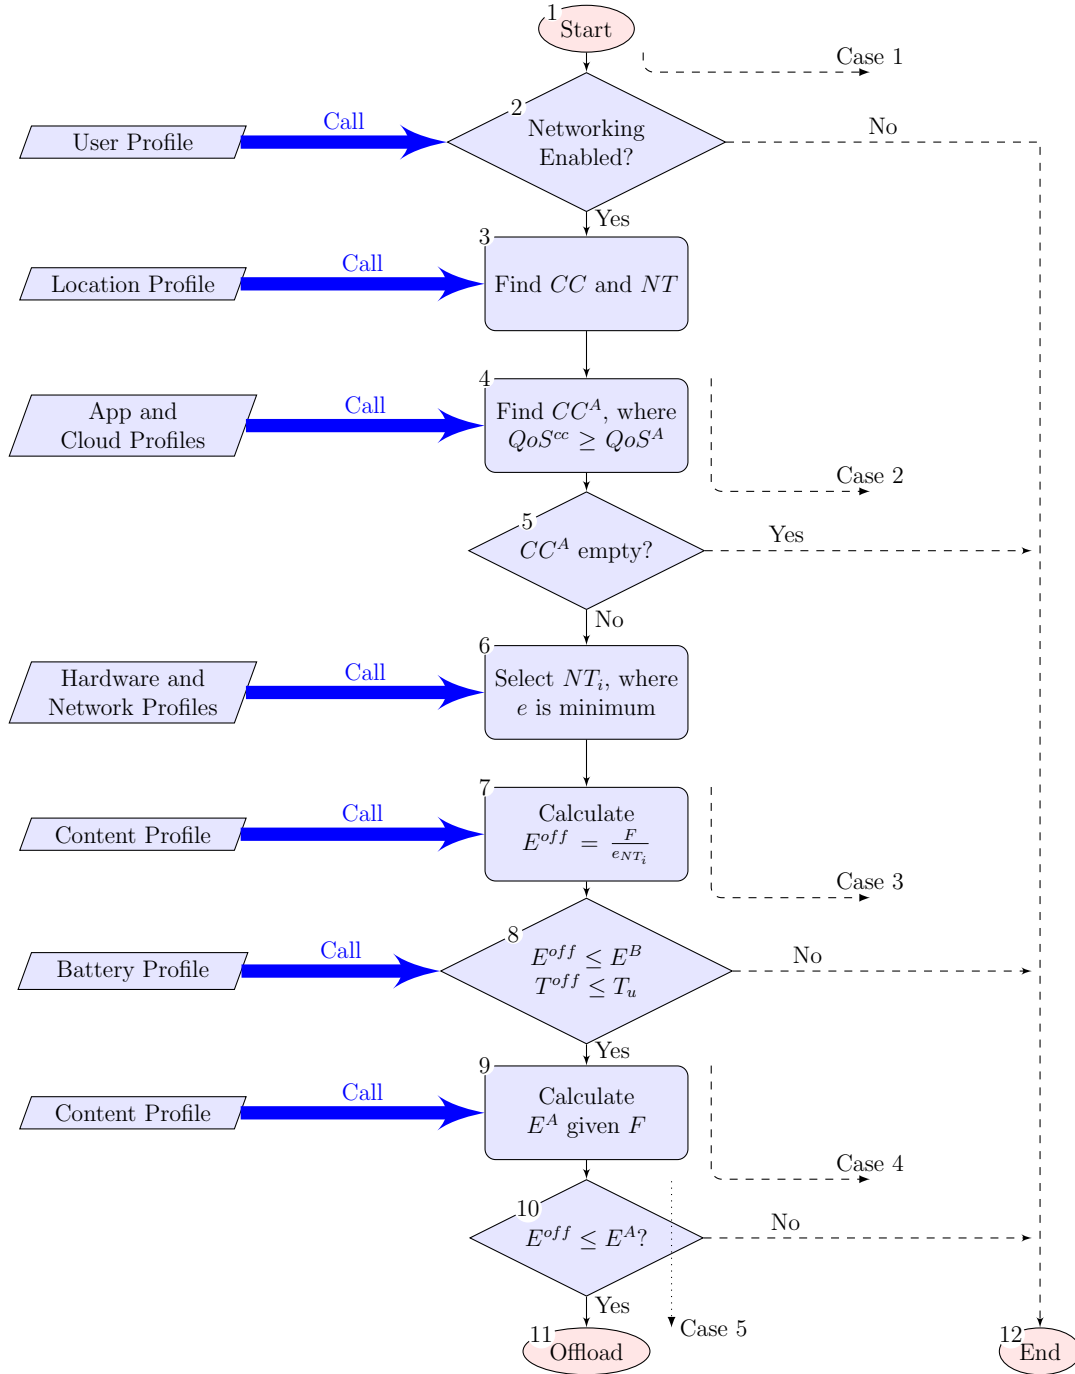 1
Start
Case 1
2
Networking
Enabled?
User Profile
Call
No
Yes
3
Find CC and NT
Location Profile
Call
4
Find CC^A, where
QoS^{cc} ≥ QoS^A
App and
Cloud Profiles
Call
Case 2
5
CC^A empty?
Yes
No
6
Select NT_i, where
e is minimum
Hardware and
Network Profiles
Call
7
Calculate
E^{off} = \frac{F}{e_{NT_i}}
Content Profile
Call
Case 3
8
E^{off} ≤ E^B
T^{off} ≤ T_u
Battery Profile
Call
No
Yes
9
Calculate
E^A given F
Content Profile
Call
Case 4
10
E^{off} ≤ E^A?
No
Yes
Case 5
11
Offload
12
End